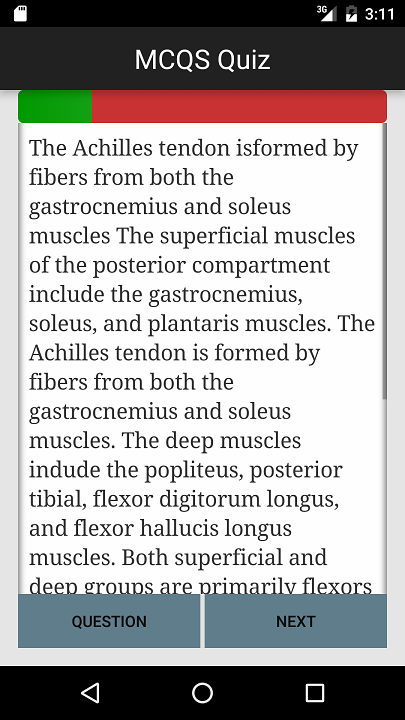 3G 3:11
MCQS Quiz
The Achilles tendon isformed by
fibers from both the
gastrocnemius and soleus
muscles The superficial muscles
of the posterior compartment
include the gastrocnemius,
soleus, and plantaris muscles. The
Achilles tendon is formed by
fibers from both the
gastrocnemius and soleus
muscles. The deep muscles
indude the popliteus, posterior
tibial, flexor digitorum longus,
and flexor hallucis longus
muscles. Both superficial and
deep groups are primarily flexors
QUESTION NEXT